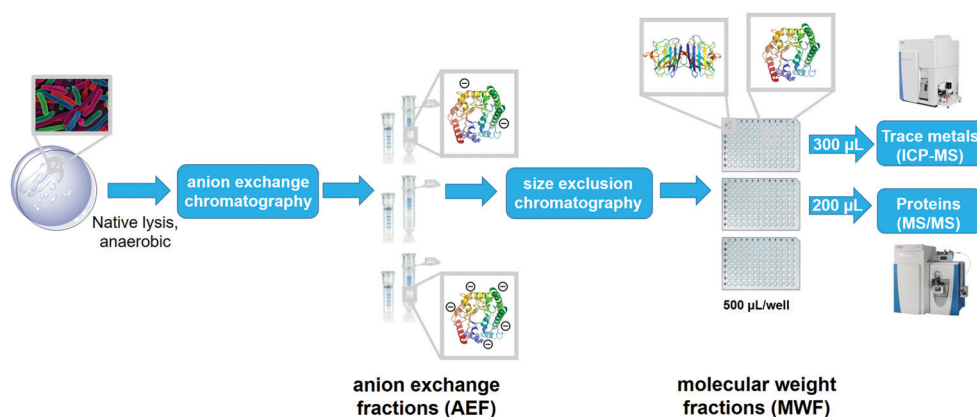 Native lysis,
anaerobic
anion exchange
chromatography
anion exchange
fractions (AEF)
size exclusion
chromatography
500 µL/well
molecular weight
fractions (MWF)
300 µL
Trace metals
(ICP-MS)
200 µL
Proteins
(MS/MS)